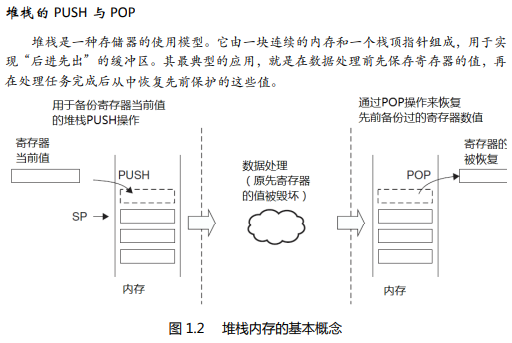 堆栈的 PUSH 与 POP
堆栈是一种存储器的使用模型。它由一块连续的内存和一个栈顶指针组成，用于实
现“后进先出”的缓冲区。其最典型的应用，就是在数据处理前先保存寄存器的值，再
在处理任务完成后从中恢复先前保护的这些值。
用于备份寄存器当前值
的堆栈PUSH操作
通过POP操作来恢复
先前备份过的寄存器数值
寄存器
当前值
PUSH
SP
内存
数据处理
（原先寄存器
的值被毁坏）
POP
内存
寄存器的
被恢复
图 1.2 堆栈内存的基本概念